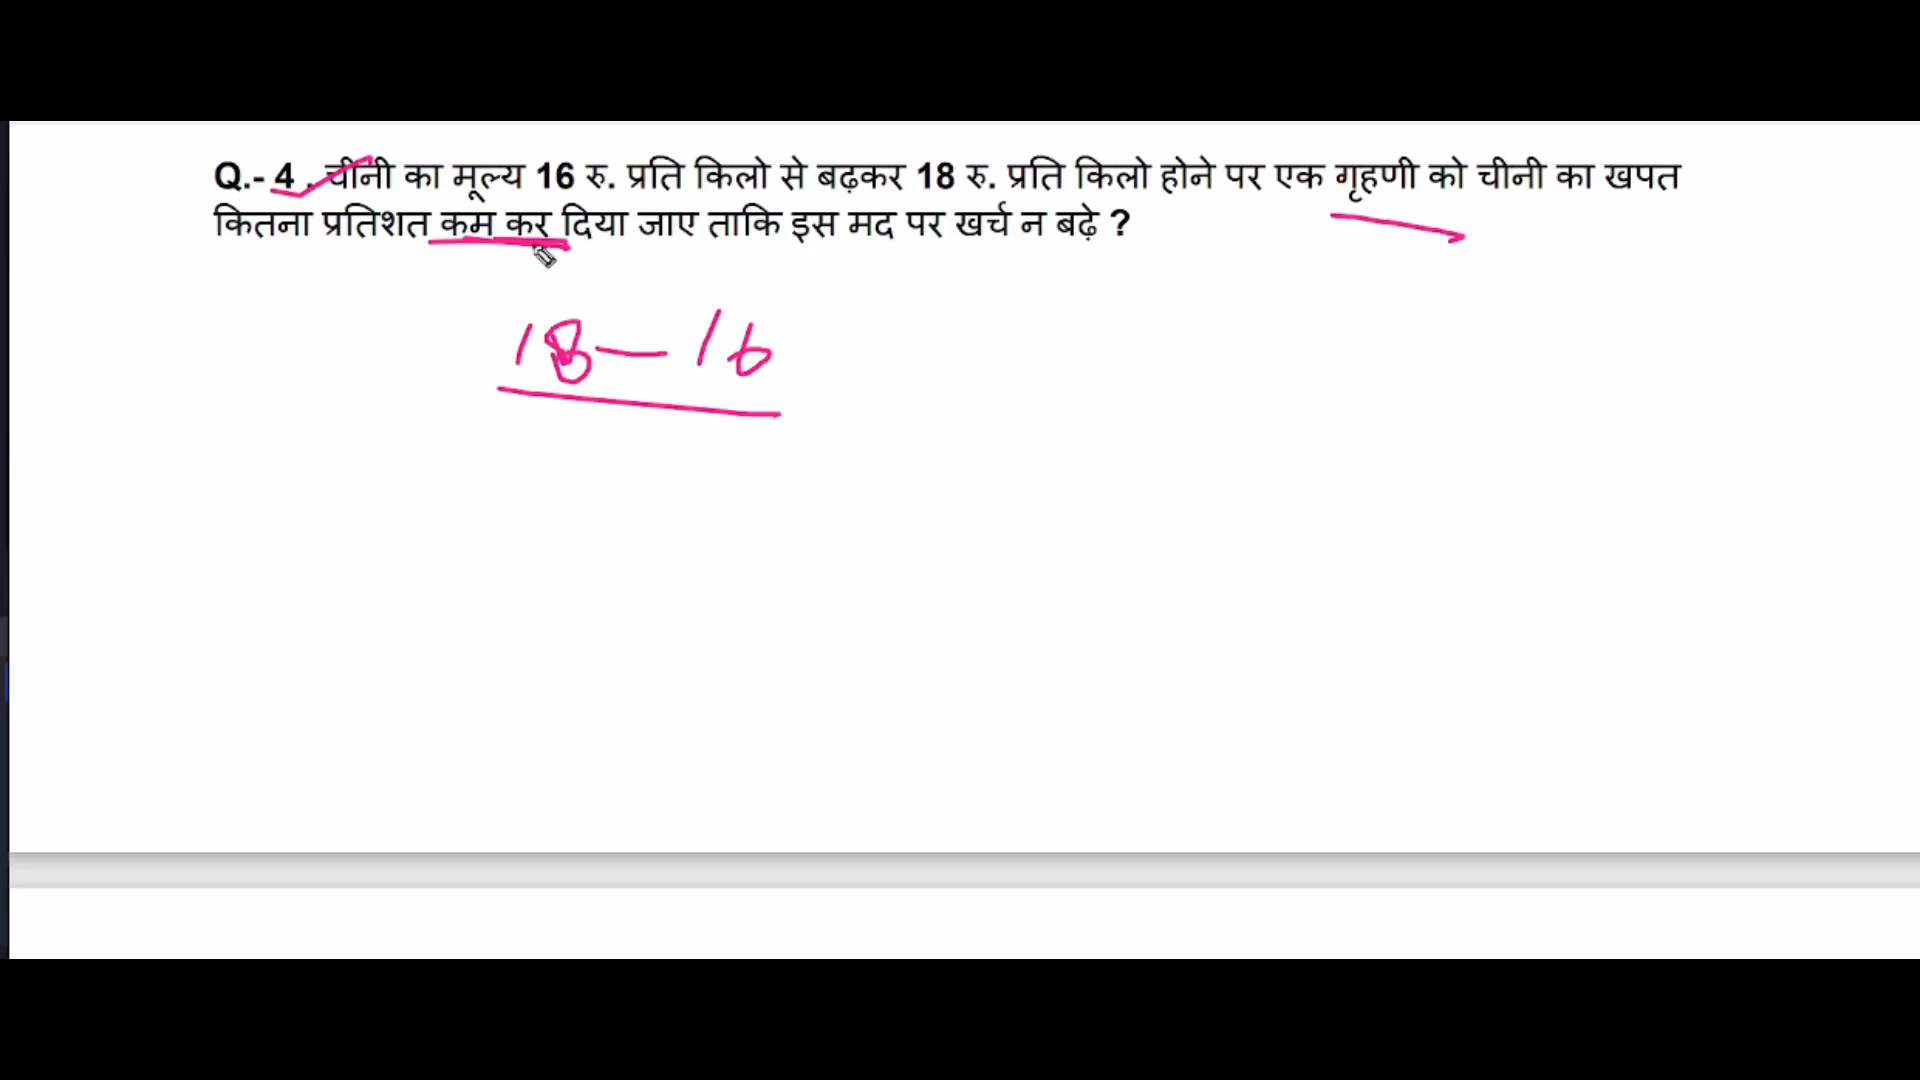 Q.- 4 . चीनी का मूल्य 16 रु. प्रति किलो से बढ़कर 18 रु. प्रति किलो होने पर एक गृहणी को चीनी का खपत
कितना प्रतिशत कम कर दिया जाए ताकि इस मद पर खर्च न बढ़े ?
18 — 16